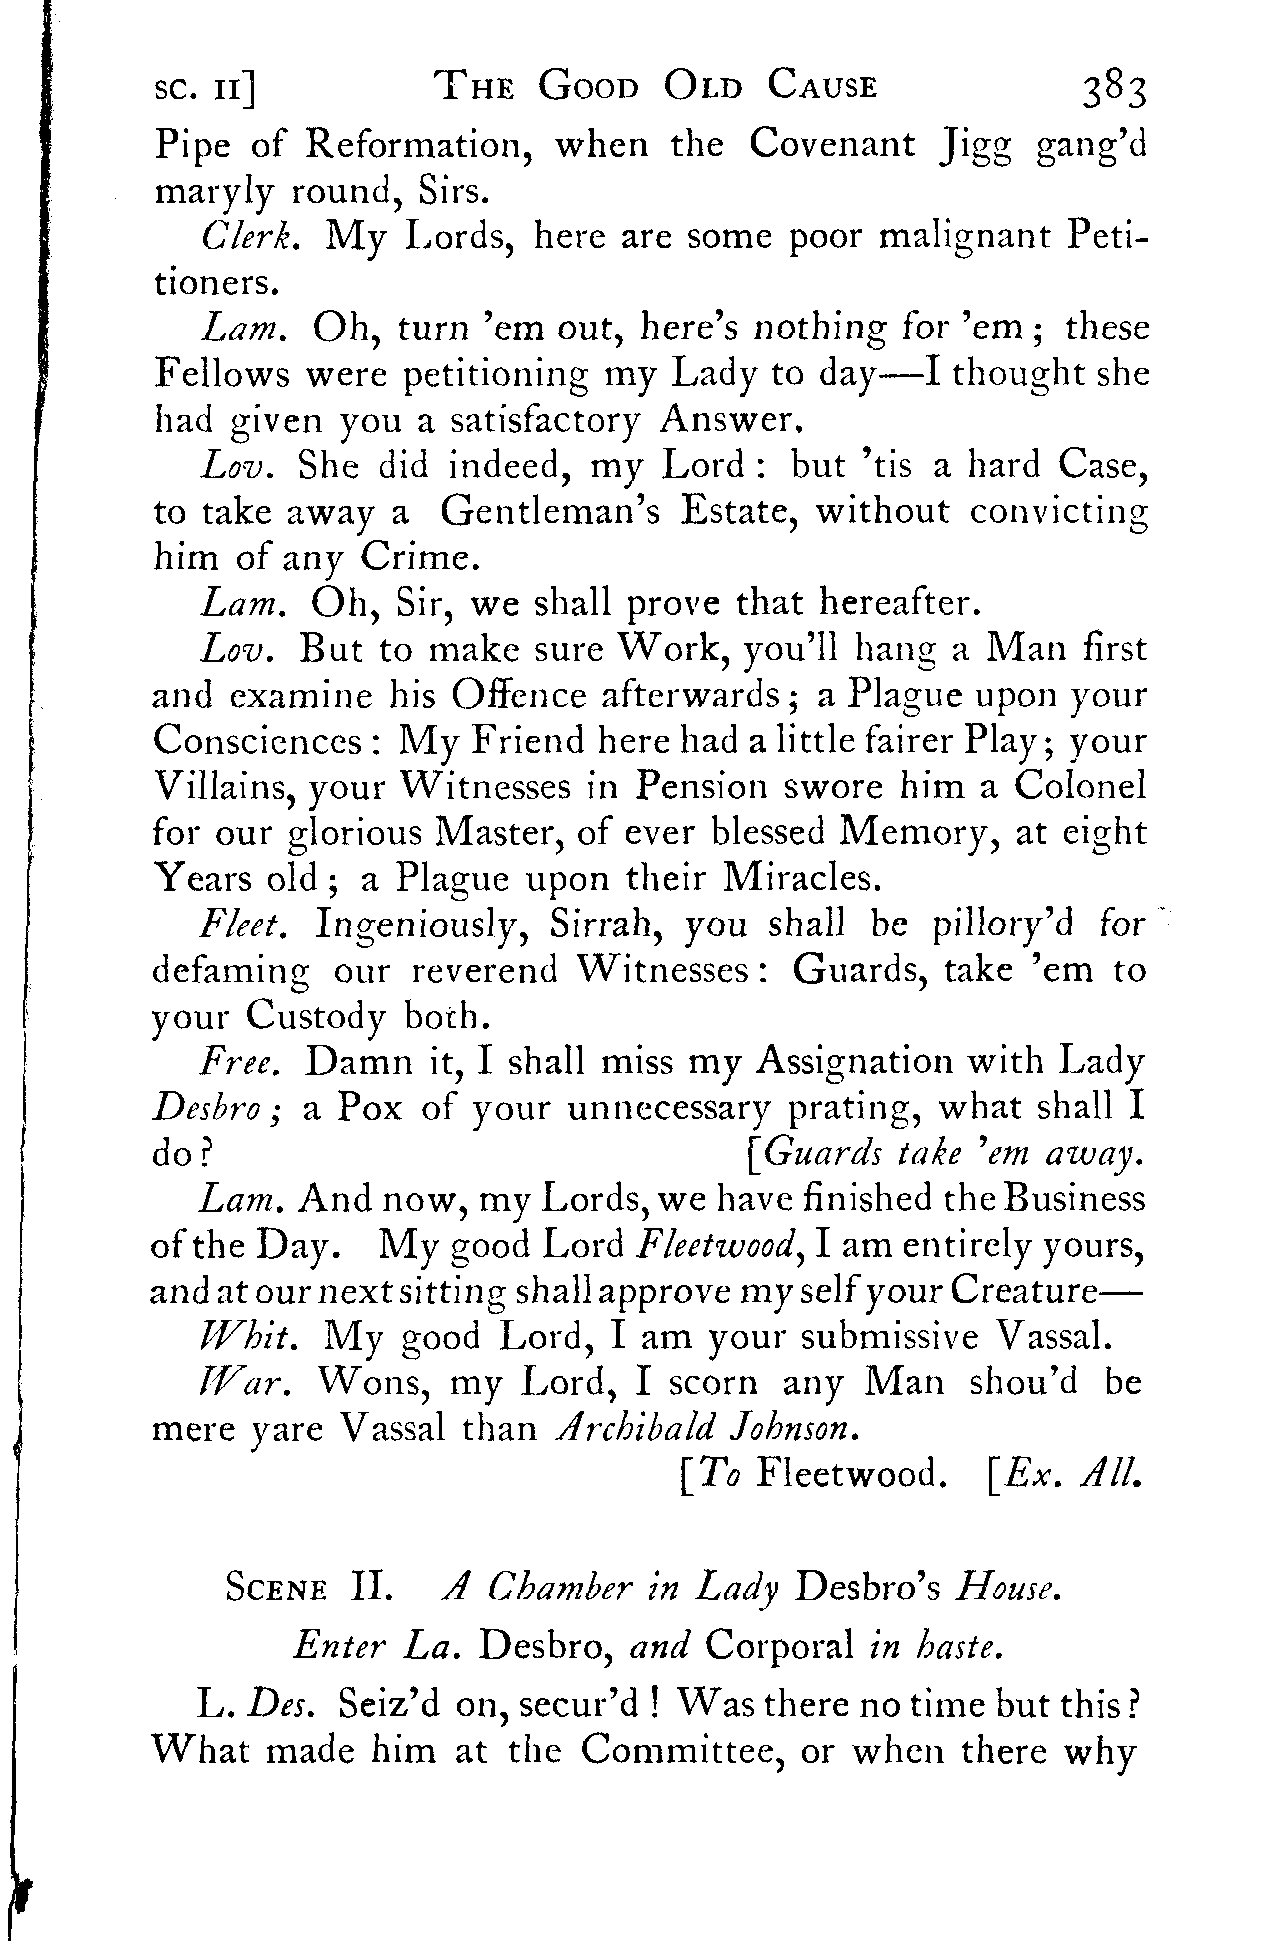 SC. II] THE GOOD OLD CAUSE 383
Pipe of Reformation, when the Covenant Jigg gang'd
maryly round, Sirs.
Clerk. My Lords, here are some poor malignant Peti-
tioners.
Lam. Oh, turn 'em out, here's nothing for 'em ; these
Fellows were petitioning my Lady to day—I thought she
had given you a satisfactory Answer.
Lov. She did indeed, my Lord : but 'tis a hard Case,
to take away a Gentleman's Estate, without convicting
him of any Crime.
Lam. Oh, Sir, we shall prove that hereafter.
Lov. But to make sure Work, you'll hang a Man first
and examine his Offence afterwards ; a Plague upon your
Consciences : My Friend here had a little fairer Play ; your
Villains, your Witnesses in Pension swore him a Colonel
for our glorious Master, of ever blessed Memory, at eight
Years old ; a Plague upon their Miracles.
Fleet. Ingeniously, Sirrah, you shall be pillory'd for
defaming our reverend Witnesses : Guards, take 'em to
your Custody both.
Free. Damn it, I shall miss my Assignation with Lady
Desbro ; a Pox of your unnecessary prating, what shall I
do ? [Guards take 'em away.
Lam. And now, my Lords, we have finished the Business
of the Day. My good Lord Fleetwood, I am entirely yours,
and at our next sitting shall approve my self your Creature—
Whit. My good Lord, I am your submissive Vassal.
War. Wons, my Lord, I scorn any Man shou'd be
mere yare Vassal than Archibald Johnson.
[To Fleetwood. [Ex. All.
SCENE II. A Chamber in Lady Desbro's House.
Enter La. Desbro, and Corporal in haste.
L. Des. Seiz'd on, secur'd ! Was there no time but this ?
What made him at the Committee, or when there why